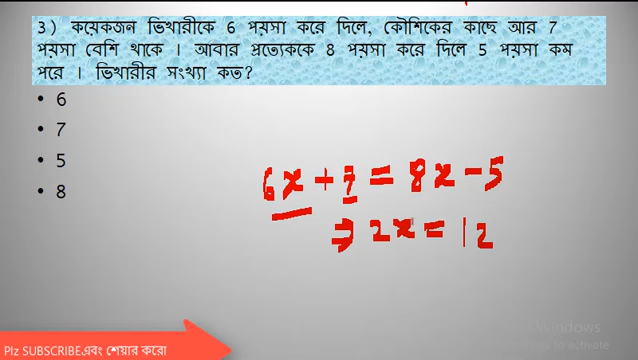 3) কয়েকজন ভিখারীকে 6 পয়সা করে দিলে, কৌশিকের কাছে আর 7
পয়সা বেশি থাকে । আবার প্রত্যেককে 8 পয়সা করে দিলে 5 পয়সা কম
পরে । ভিখারীর সংখ্যা কত?
• 6
• 7
• 5
• 8
6x + 7 = 8x - 5
⇒ 2x = 12
Plz SUBSCRIBEএবং শেয়ার করো